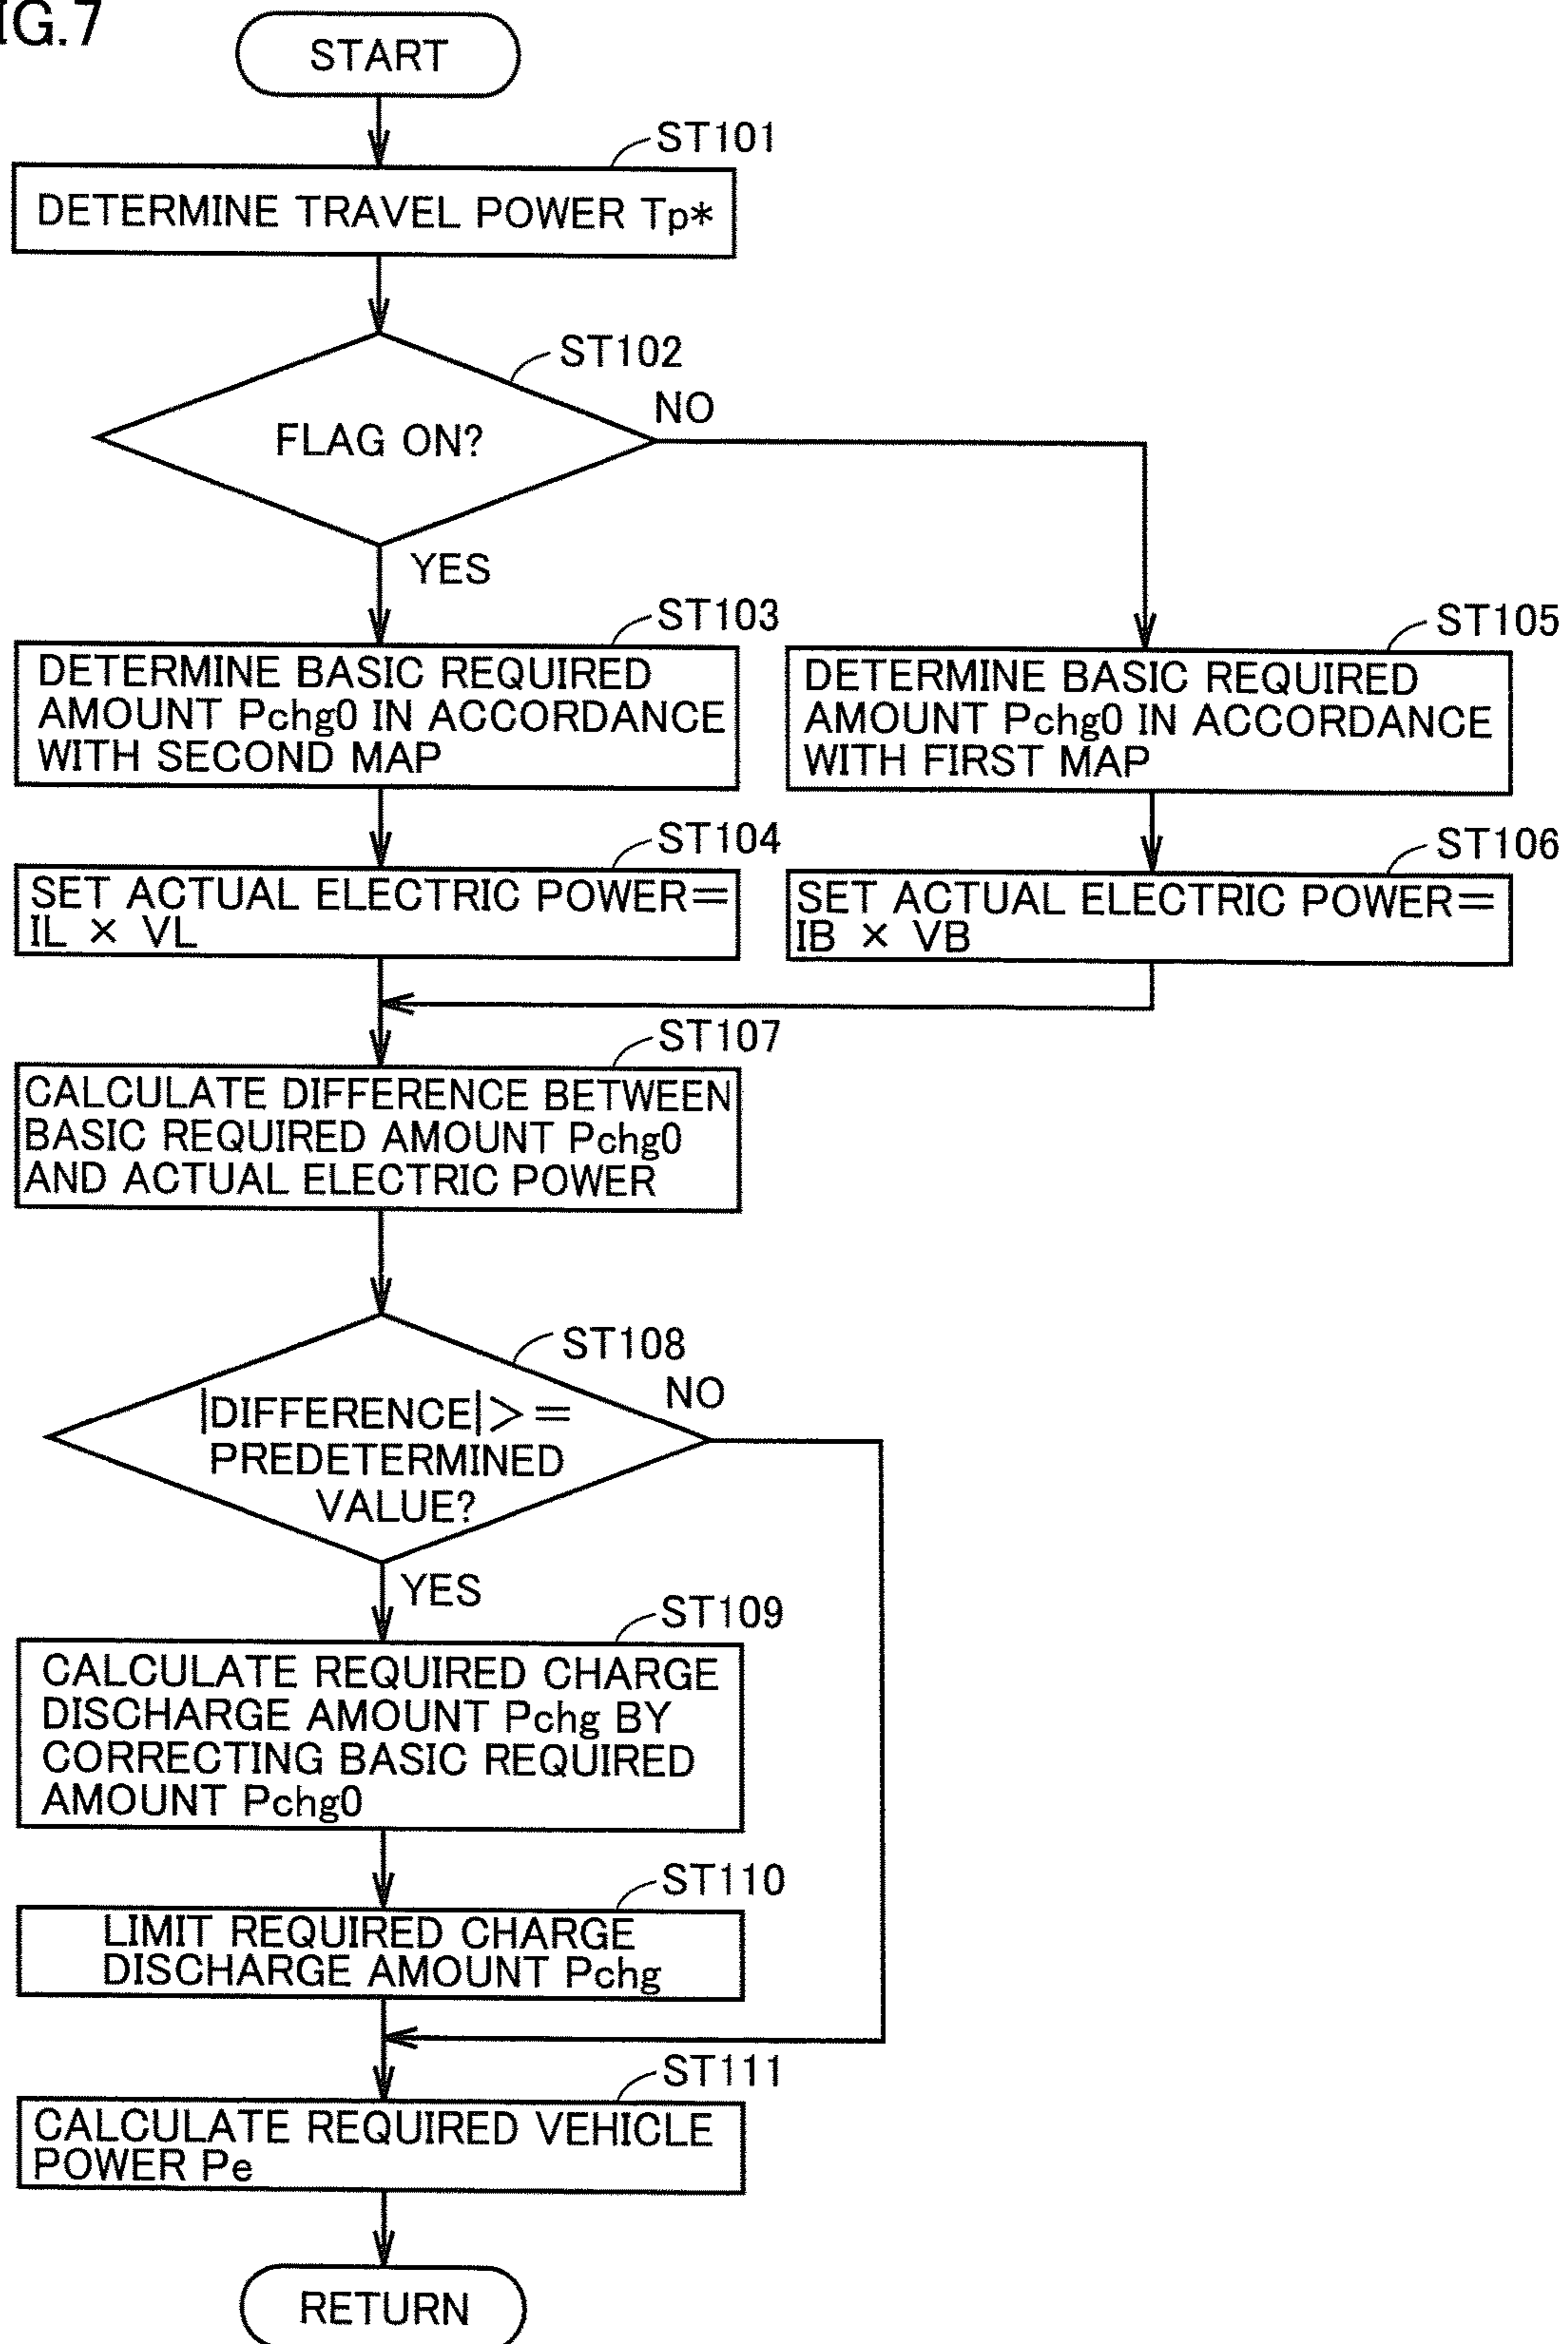 IG.7
START
ST101
DETERMINE TRAVEL POWER Tp*
ST102
FLAG ON?
NO
YES
ST103
DETERMINE BASIC REQUIRED
AMOUNT Pchg0 IN ACCORDANCE
WITH SECOND MAP
ST105
DETERMINE BASIC REQUIRED
AMOUNT Pchg0 IN ACCORDANCE
WITH FIRST MAP
ST104
SET ACTUAL ELECTRIC POWER=
IL × VL
ST106
SET ACTUAL ELECTRIC POWER=
IB × VB
ST107
CALCULATE DIFFERENCE BETWEEN
BASIC REQUIRED AMOUNT Pchg0
AND ACTUAL ELECTRIC POWER
ST108
|DIFFERENCE|>=
PREDETERMINED
VALUE?
NO
YES
ST109
CALCULATE REQUIRED CHARGE
DISCHARGE AMOUNT Pchg BY
CORRECTING BASIC REQUIRED
AMOUNT Pchg0
ST110
LIMIT REQUIRED CHARGE
DISCHARGE AMOUNT Pchg
ST111
CALCULATE REQUIRED VEHICLE
POWER Pe
RETURN